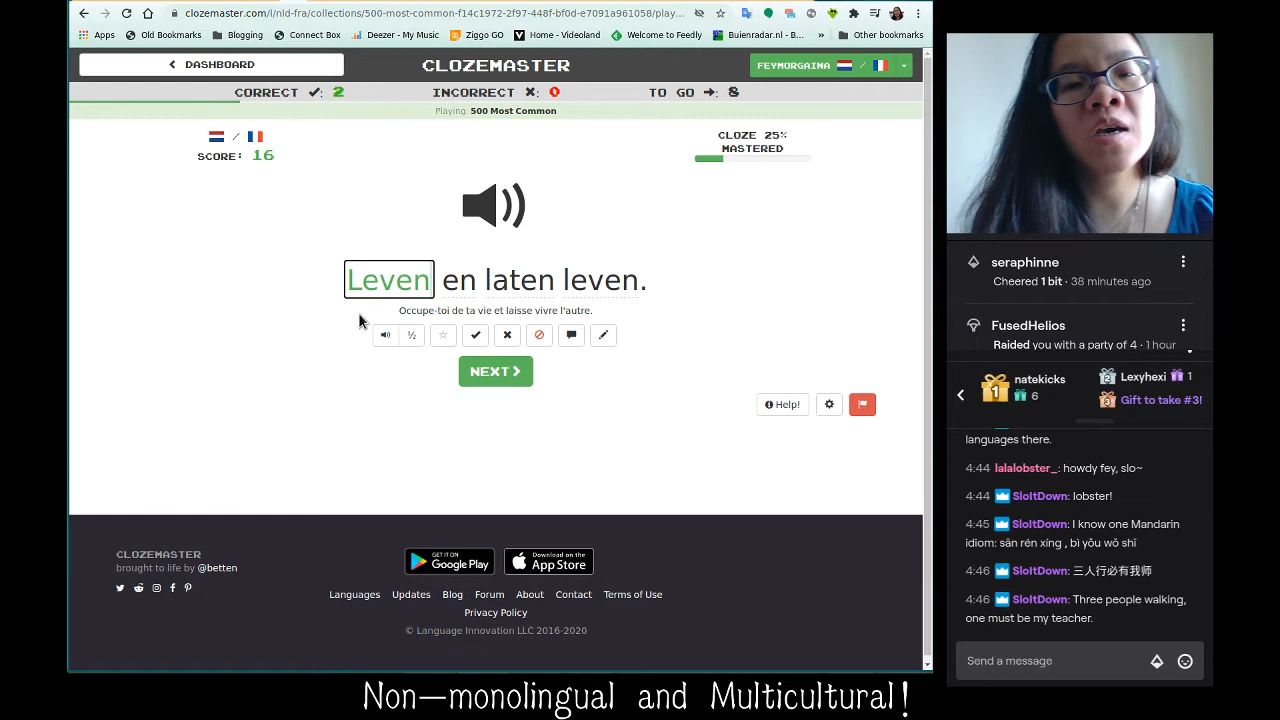 clozemaster.com/l/nld-fra/collections/500-most-common-f14c1972-2f97-448f-bf0d-e7091a961058/play...
Apps Old Bookmarks Blogging Connect Box Deezer - My Music Ziggo GO Home - Videoland Welcome to Feedly Buienradar.nl - B... » Other bookmarks
DASHBOARD
CLOZEMASTER
FEYMORGAINA /
CORRECT : 2 INCORRECT : 0 TO GO : 8
Playing: 500 Most Common
/
SCORE: 16
CLOZE 25%
MASTERED
Leven en laten leven.
Occupe-toi de ta vie et laisse vivre l'autre.
½
NEXT
Help!
CLOZEMASTER
brought to life by @betten
GET IT ON
Google Play
Download on the
App Store
Languages Updates Blog Forum About Contact Terms of Use
Privacy Policy
© Language Innovation LLC 2016-2020
seraphinne
Cheered 1 bit · 38 minutes ago
FusedHelios
Raided you with a party of 4 · 1 hour
1 natekicks
6
2 Lexyhexi 1
3 Gift to take #3!
languages there.
4:44 lalalobster_: howdy fey, slo~
4:44 SloItDown: lobster!
4:45 SloItDown: I know one Mandarin
idiom: sān rén xíng , bì yǒu wǒ shī
4:46 SloItDown: 三人行必有我师
4:46 SloItDown: Three people walking,
one must be my teacher.
Send a message
Non-monolingual and Multicultural!